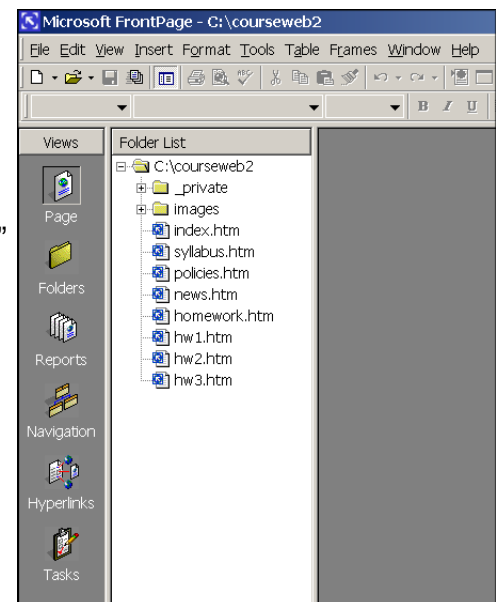 Microsoft FrontPage - C:\courseweb2
File Edit View Insert Format Tools Table Frames Window Help
B I U
Views
Folder List
C:\courseweb2
_private
images
index.htm
syllabus.htm
policies.htm
news.htm
homework.htm
hw1.htm
hw2.htm
hw3.htm
Page
”
Folders
Reports
Navigation
Hyperlinks
Tasks